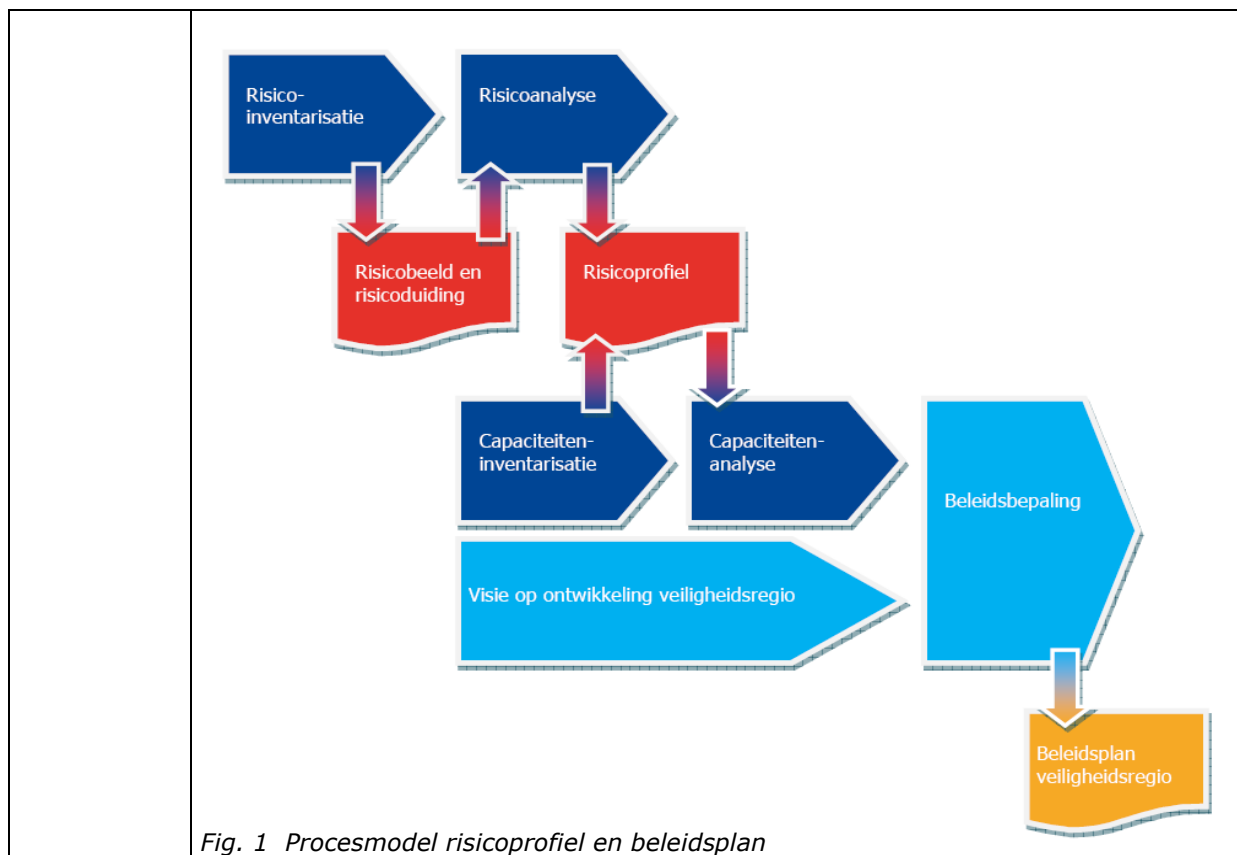 Risico-
inventarisatie
Risicoanalyse
Risicobeeld en
risicoduiding
Risicoprofiel
Capaciteiten-
inventarisatie
Capaciteiten-
analyse
Beleidsbepaling
Visie op ontwikkeling veiligheidsregio
Beleidsplan
veiligheidsregio
Fig. 1 Procesmodel risicoprofiel en beleidsplan